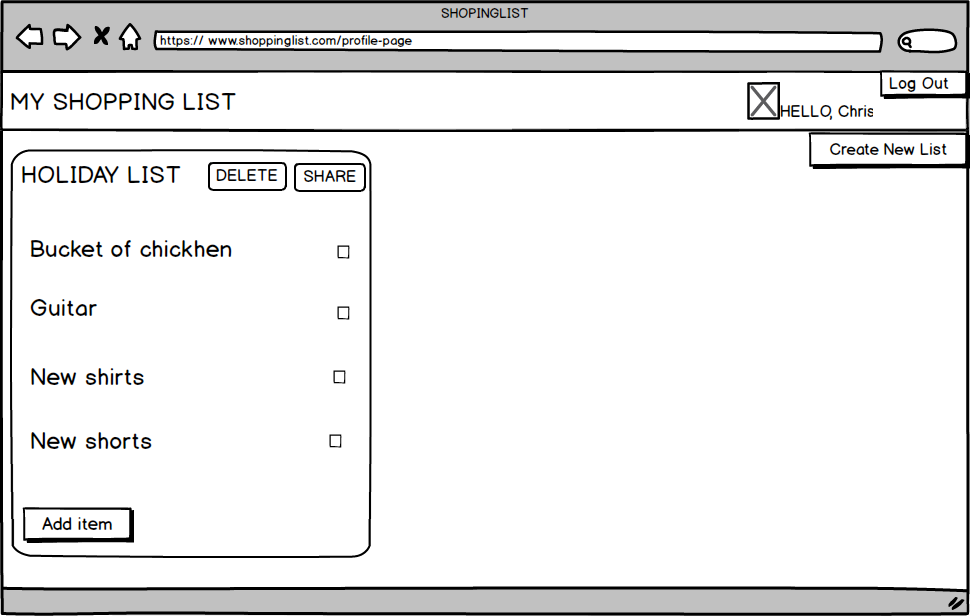 SHOPINGLIST
https:// www.shoppinglist.com/profile-page
Log Out
MY SHOPPING LIST
HELLO, Chris
Create New List
HOLIDAY LIST DELETE SHARE
Bucket of chickhen
Guitar
New shirts
New shorts
Add item